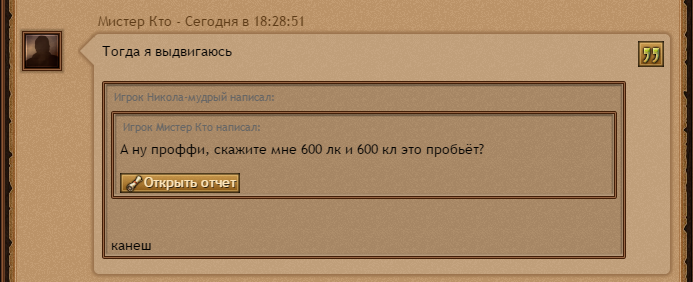 Мистер Кто - Сегодня в 18:28:51
Тогда я выдвигаюсь
Игрок Никола-мудрый написал:
Игрок Мистер Кто написал:
А ну проффи, скажите мне 600 лк и 600 кл это пробьёт?
Открыть отчет
канеш